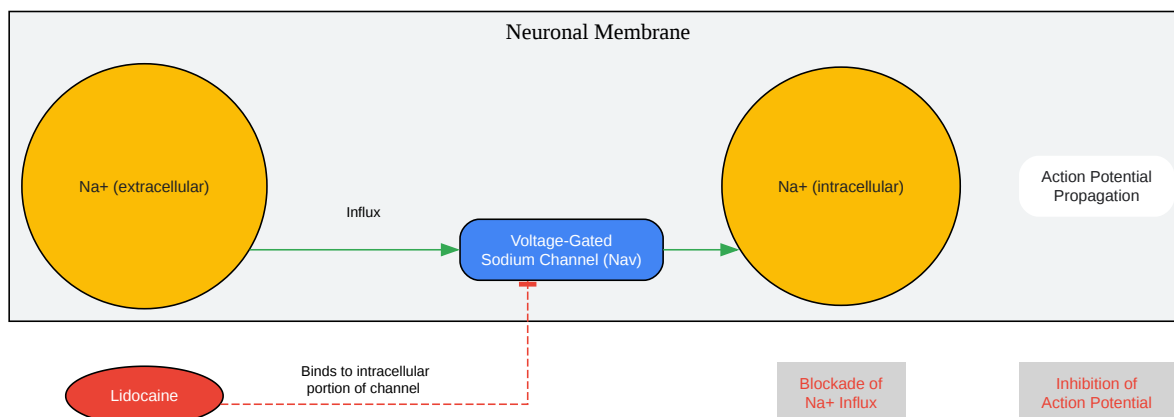 Neuronal Membrane
Na+ (extracellular)
Influx
Voltage-Gated
Sodium Channel (Nav)
Na+ (intracellular)
Action Potential
Propagation
Lidocaine
Binds to intracellular
portion of channel
Blockade of
Na+ Influx
Inhibition of
Action Potential